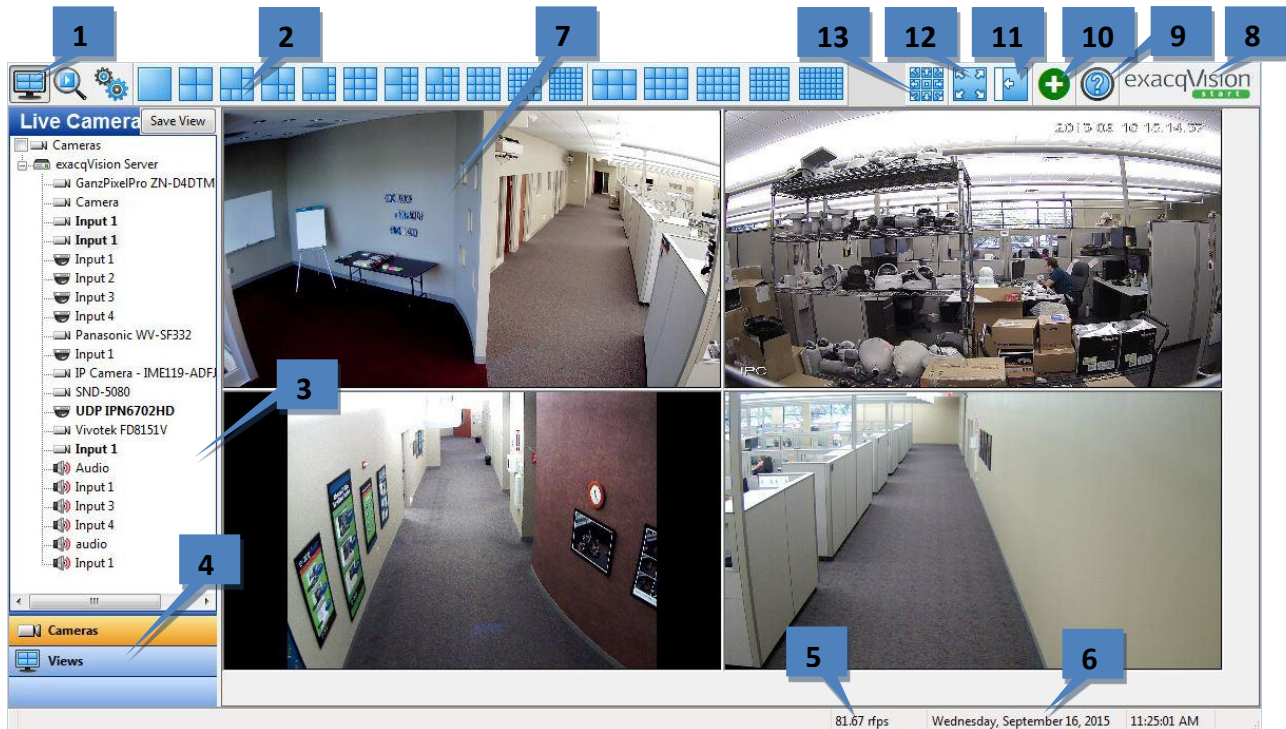 1
2
7
13
12
11
10
9
8
exacqVision
start
Live Camera
Save View
Cameras
exacqVision Server
GanzPixelPro ZN-D4DTM
Camera
Input 1
Input 1
Input 1
Input 2
Input 3
Input 4
Panasonic WV-SF332
Input 1
IP Camera - IME119-ADFJ
SND-5080
UDP IPN6702HD
Vivotek FD8151V
Input 1
Audio
Input 1
Input 3
Input 4
audio
Input 1
3
4
Cameras
Views
IPC
5
6
81.67 rfps
Wednesday, September 16, 2015
11:25:01 AM